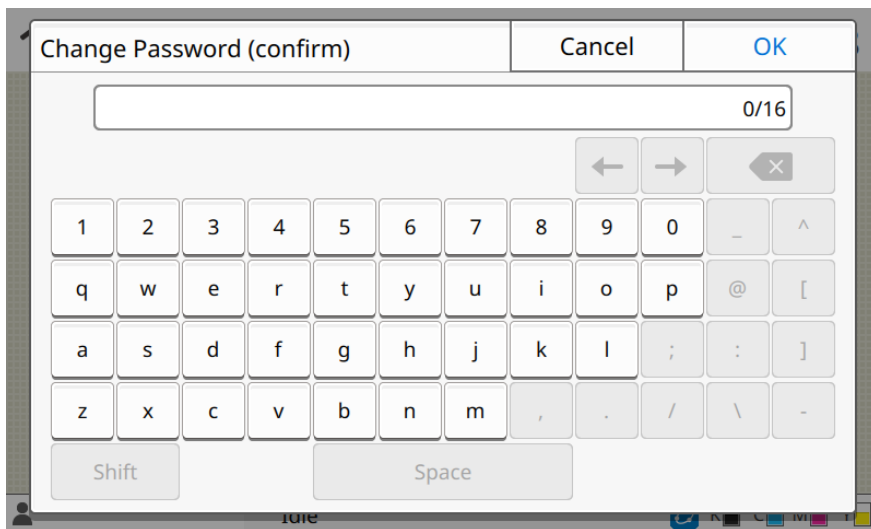 Change Password (confirm) Cancel OK
0/16
1 2 3 4 5 6 7 8 9 0 _ ^
q w e r t y u i o p @ [
a s d f g h j k l ; : ]
z x c v b n m , . / \ -
Shift Space
Idle K C M Y